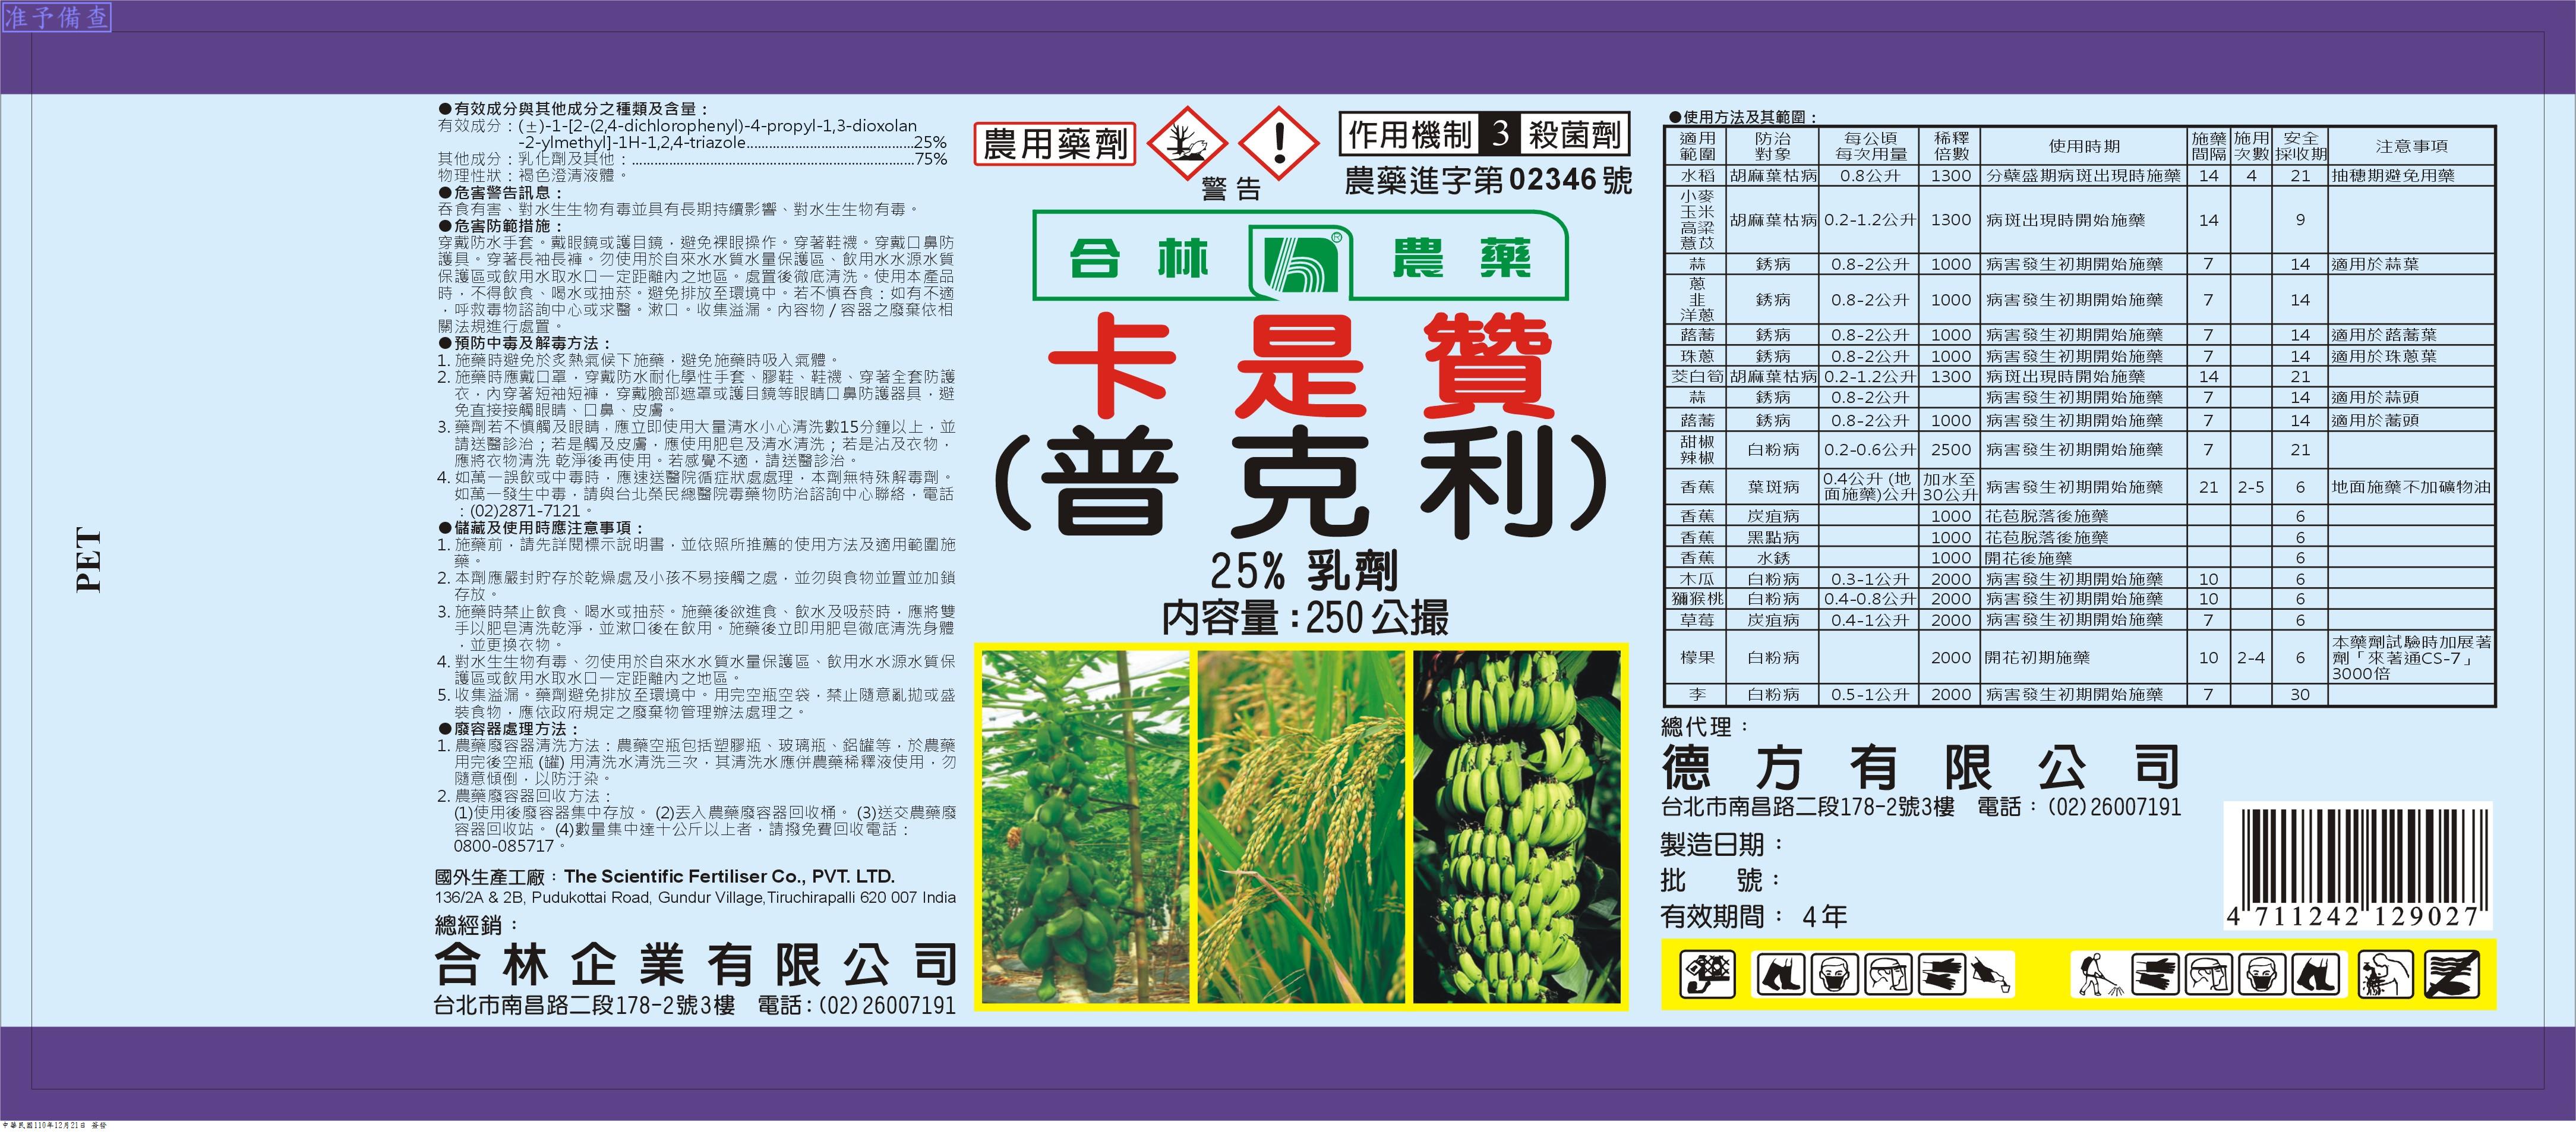 准予備查
PET
●有效成分與其他成分之種類及含量：
有效成分：(±)-1-[2-(2,4-dichlorophenyl)-4-propyl-1,3-dioxolan
-2-ylmethyl]-1H-1,2,4-triazole............................................25%
其他成分：乳化劑及其他：............................................................75%
物理性狀：褐色澄清液體。
●危害警告訊息：
吞食有害、對水生生物有毒並具有長期持續影響、對水生生物有毒。
●危害防範措施：
穿戴防水手套。戴眼鏡或護目鏡，避免裸眼操作。穿著鞋襪。穿戴口鼻防
護具。穿著長袖長褲。勿使用於自來水水質水量保護區、飲用水水源水質
保護區或飲用水取水口一定距離內之地區。處置後徹底清洗。使用本產品
時，不得飲食、喝水或抽菸。避免排放至環境中。若不慎吞食：如有不適
，呼救毒物諮詢中心或求醫。漱口。收集溢漏。內容物 / 容器之廢棄依相
關法規進行處置。
●預防中毒及解毒方法：
1. 施藥時避免於炙熱氣候下施藥，避免施藥時吸入氣體。
2. 施藥時應戴口罩，穿戴防水耐化學性手套、膠鞋、鞋襪、穿著全套防護
衣，內穿著短袖短褲，穿戴臉部遮罩或護目鏡等眼睛口鼻防護器具，避
免直接接觸眼睛、口鼻、皮膚。
3. 藥劑若不慎觸及眼睛，應立即使用大量清水小心清洗數15分鐘以上，並
請送醫診治；若是觸及皮膚，應使用肥皂及清水清洗；若是沾及衣物，
應將衣物清洗 乾淨後再使用。若感覺不適，請送醫診治。
4. 如萬一誤飲或中毒時，應速送醫院循症狀處處理，本劑無特殊解毒劑。
如萬一發生中毒，請與台北榮民總醫院毒藥物防治諮詢中心聯絡，電話
：(02)2871-7121。
●儲藏及使用時應注意事項：
1. 施藥前，請先詳閱標示說明書，並依照所推薦的使用方法及適用範圍施
藥。
2. 本劑應嚴封貯存於乾燥處及小孩不易接觸之處，並勿與食物並置並加鎖
存放。
3. 施藥時禁止飲食、喝水或抽菸。施藥後欲進食、飲水及吸菸時，應將雙
手以肥皂清洗乾淨，並漱口後在飲用。施藥後立即用肥皂徹底清洗身體
，並更換衣物。
4. 對水生生物有毒、勿使用於自來水水質水量保護區、飲用水水源水質保
護區或飲用水取水口一定距離內之地區。
5. 收集溢漏。藥劑避免排放至環境中。用完空瓶空袋，禁止隨意亂拋或盛
裝食物，應依政府規定之廢棄物管理辦法處理之。
●廢容器處理方法：
1. 農藥廢容器清洗方法：農藥空瓶包括塑膠瓶、玻璃瓶、鋁罐等，於農藥
用完後空瓶 (罐) 用清洗水清洗三次，其清洗水應併農藥稀釋液使用，勿
隨意傾倒，以防汙染。
2. 農藥廢容器回收方法：
(1)使用後廢容器集中存放。 (2)丟入農藥廢容器回收桶。 (3)送交農藥廢
容器回收站。 (4)數量集中達十公斤以上者，請撥免費回收電話：
0800-085717。
國外生產工廠：The Scientific Fertiliser Co., PVT. LTD.
136/2A & 2B, Pudukottai Road, Gundur Village,Tiruchirapalli 620 007 India
總經銷：
合林企業有限公司
台北市南昌路二段178-2號3樓　電話：(02)26007191
農用藥劑
警告
作用機制 3 殺菌劑
農藥進字第02346號
合林 ® 農藥
卡是贊
(普克利)
25% 乳劑
內容量：250公撮
●使用方法及其範圍：
適用範圍 防治對象 每公頃每次用量 稀釋倍數 使用時期 施藥間隔 施用次數 安全採收期 注意事項
水稻 胡麻葉枯病 0.8公升 1300 分蘗盛期病斑出現時施藥 14 4 21 抽穗期避免用藥
小麥 玉米 高粱 薏苡 胡麻葉枯病 0.2-1.2公升 1300 病斑出現時開始施藥 14 9
蒜 銹病 0.8-2公升 1000 病害發生初期開始施藥 7 14 適用於蒜葉
蔥 韭 洋蔥 銹病 0.8-2公升 1000 病害發生初期開始施藥 7 14
蕗蕎 銹病 0.8-2公升 1000 病害發生初期開始施藥 7 14 適用於蕗蕎葉
珠蔥 銹病 0.8-2公升 1000 病害發生初期開始施藥 7 14 適用於珠蔥葉
茭白筍 胡麻葉枯病 0.2-1.2公升 1300 病斑出現時開始施藥 14 21
蒜 銹病 0.8-2公升 病害發生初期開始施藥 7 14 適用於蒜頭
蕗蕎 銹病 0.8-2公升 1000 病害發生初期開始施藥 7 14 適用於蕎頭
甜椒 辣椒 白粉病 0.2-0.6公升 2500 病害發生初期開始施藥 7 21
香蕉 葉斑病 0.4公升 (地面施藥)公升 加水至30公升 病害發生初期開始施藥 21 2-5 6 地面施藥不加礦物油
香蕉 炭疽病 1000 花苞脫落後施藥 6
香蕉 黑點病 1000 花苞脫落後施藥 6
香蕉 水銹 1000 開花後施藥 6
木瓜 白粉病 0.3-1公升 2000 病害發生初期開始施藥 10 6
獼猴桃 白粉病 0.4-0.8公升 2000 病害發生初期開始施藥 10 6
草莓 炭疽病 0.4-1公升 2000 病害發生初期開始施藥 7 6
檬果 白粉病 2000 開花初期施藥 10 2-4 6 本藥劑試驗時加展著劑「來著通CS-7」3000倍
李 白粉病 0.5-1公升 2000 病害發生初期開始施藥 7 30
總代理：
德方有限公司
台北市南昌路二段178-2號3樓　電話：(02)26007191
製造日期：
批　號：
有效期間： 4年
4 711242 129027
中華民國110年12月21日 簽發